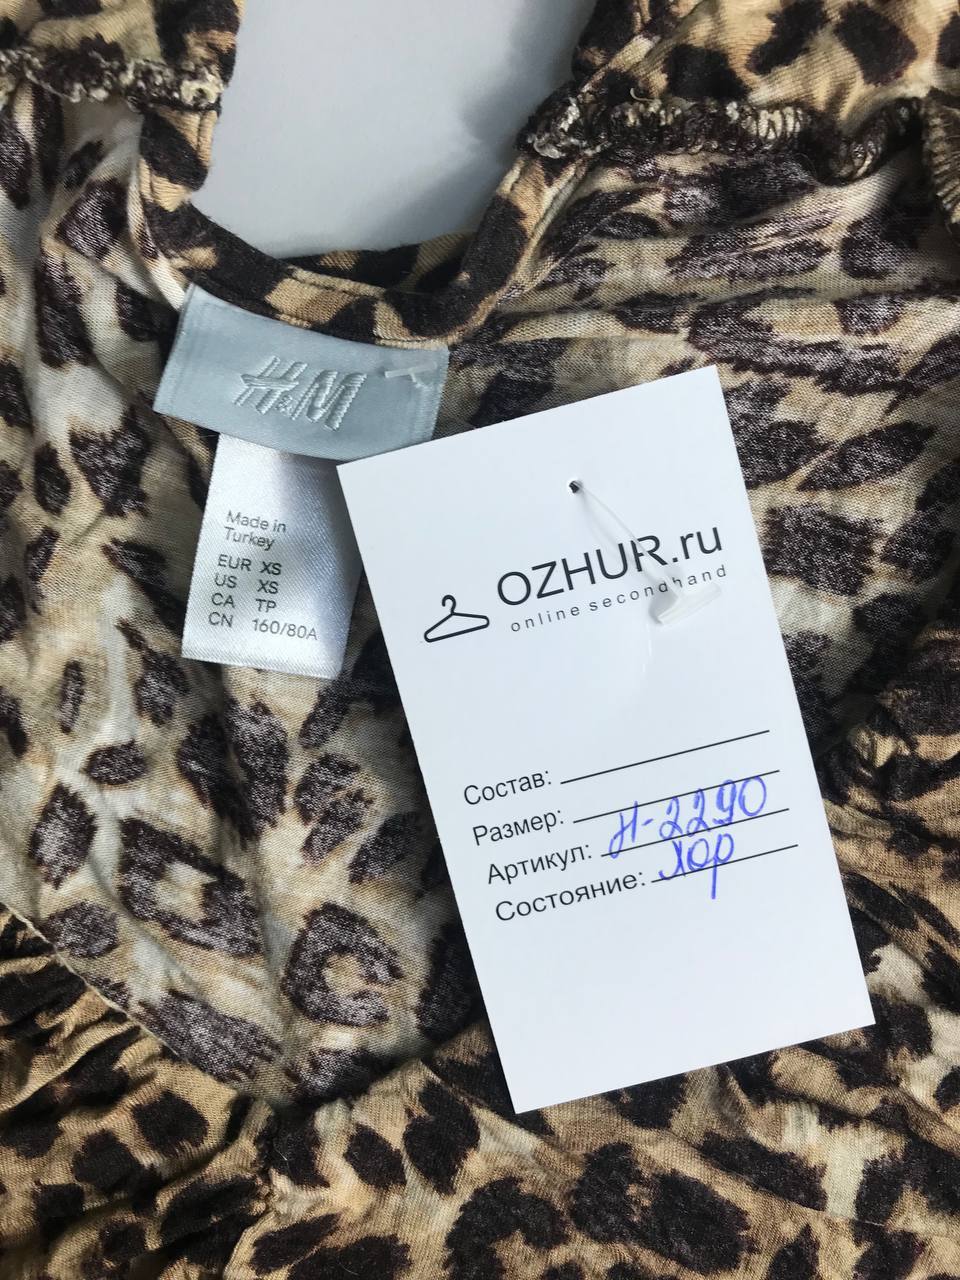 H&M
Made in
Turkey
EUR XS
US XS
CA TP
CN 160/80A
OZHUR.ru
online secondhand
Состав:
Размер:
Артикул: Н-2290
Состояние: хор